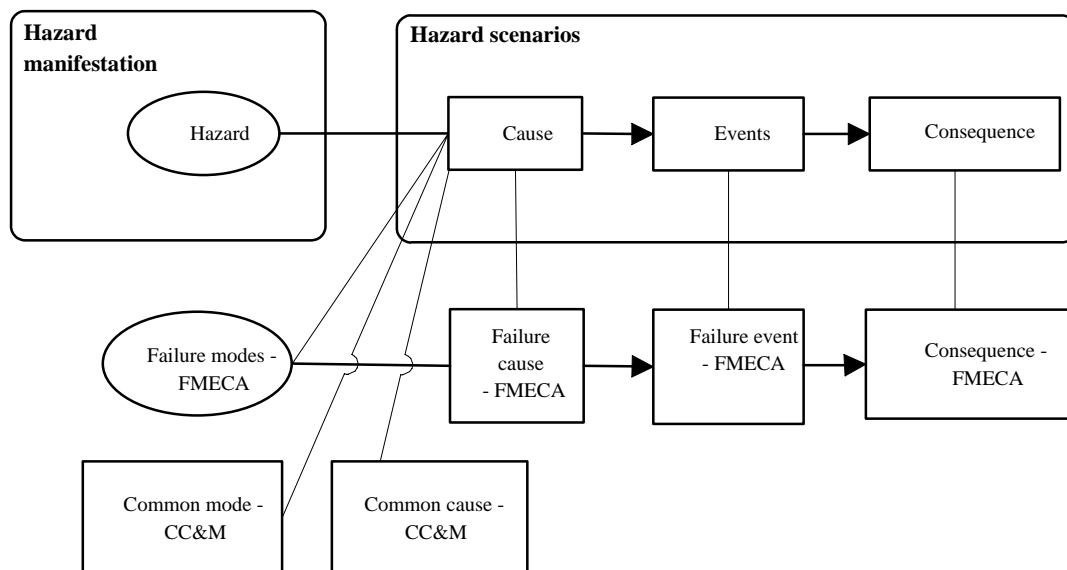 Hazard
manifestation
Hazard scenarios
Hazard
Cause
Events
Consequence
Failure modes -
FMECA
Failure
cause
- FMECA
Failure event
- FMECA
Consequence -
FMECA
Common mode -
CC&M
Common cause -
CC&M